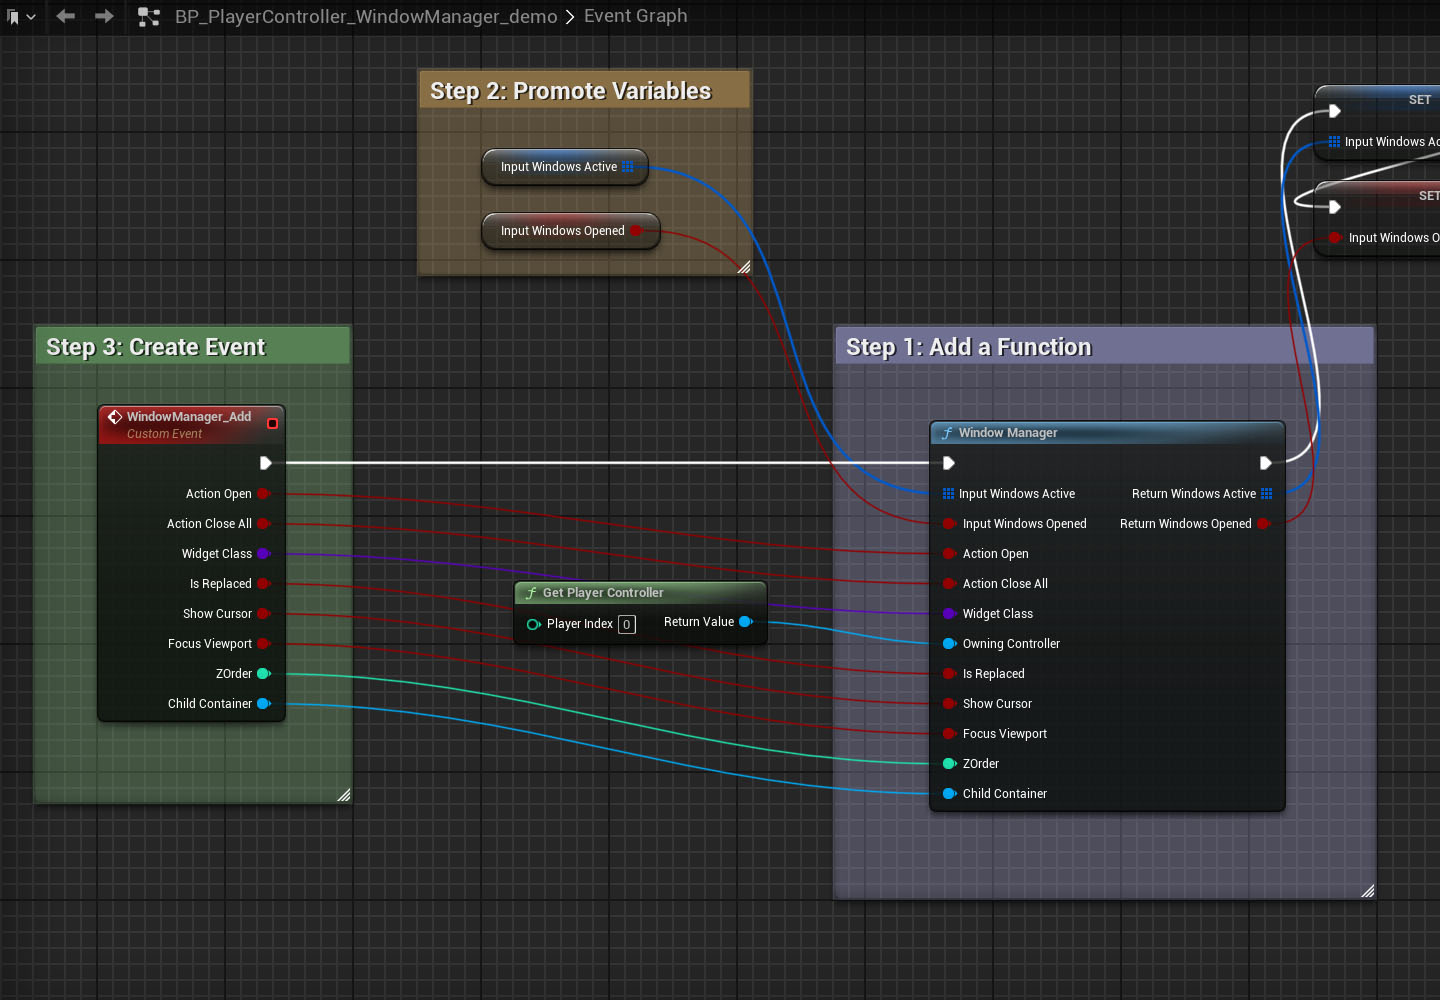 BP_PlayerController_WindowManager_demo > Event Graph
Step 2: Promote Variables
Input Windows Active
Input Windows Opened
SET
Input Windows Ac
SET
Input Windows O
Step 3: Create Event
WindowManager_Add
Custom Event
Action Open
Action Close All
Widget Class
Is Replaced
Show Cursor
Focus Viewport
ZOrder
Child Container
Get Player Controller
Player Index 0 Return Value
Step 1: Add a Function
Window Manager
Input Windows Active Return Windows Active
Input Windows Opened Return Windows Opened
Action Open
Action Close All
Widget Class
Owning Controller
Is Replaced
Show Cursor
Focus Viewport
ZOrder
Child Container